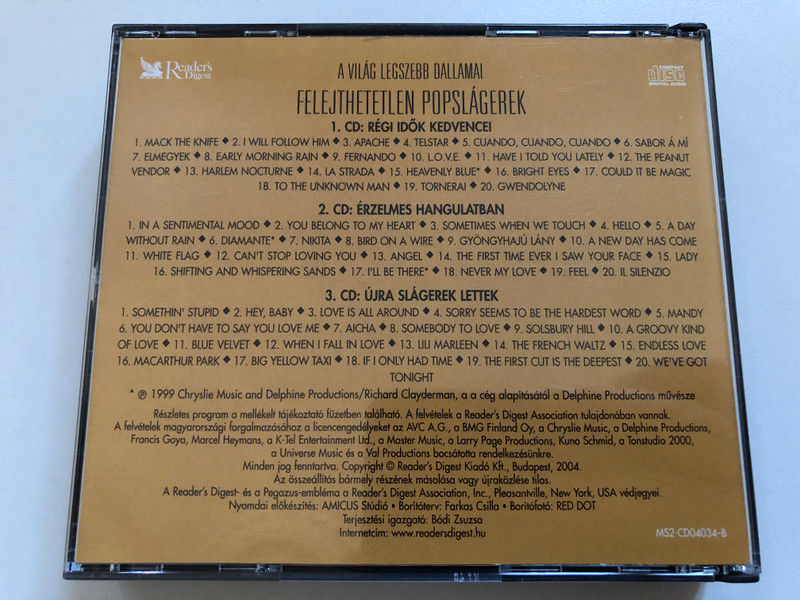 Reader's Digest
A VILÁG LEGSZEBB DALLAMAI
COMPACT disc DIGITAL AUDIO
FELEJTHETETLEN POPSLÁGEREK
1. CD: RÉGI IDŐK KEDVENCEI
1. MACK THE KNIFE ◆ 2. I WILL FOLLOW HIM ◆ 3. APACHE ◆ 4. TELSTAR ◆ 5. CUANDO, CUANDO, CUANDO ◆ 6. SABOR Á MÍ
7. ELMEGYEK ◆ 8. EARLY MORNING RAIN ◆ 9. FERNANDO ◆ 10. L.O.V.E. ◆ 11. HAVE I TOLD YOU LATELY ◆ 12. THE PEANUT
VENDOR ◆ 13. HARLEM NOCTURNE ◆ 14. LA STRADA ◆ 15. HEAVENLY BLUE* ◆ 16. BRIGHT EYES ◆ 17. COULD IT BE MAGIC
18. TO THE UNKNOWN MAN ◆ 19. TORNERAI ◆ 20. GWENDOLYNE
2. CD: ÉRZELMES HANGULATBAN
1. IN A SENTIMENTAL MOOD ◆ 2. YOU BELONG TO MY HEART ◆ 3. SOMETIMES WHEN WE TOUCH ◆ 4. HELLO ◆ 5. A DAY
WITHOUT RAIN ◆ 6. DIAMANTE* ◆ 7. NIKITA ◆ 8. BIRD ON A WIRE ◆ 9. GYÖNGYHAJÚ LÁNY ◆ 10. A NEW DAY HAS COME
11. WHITE FLAG ◆ 12. CAN'T STOP LOVING YOU ◆ 13. ANGEL ◆ 14. THE FIRST TIME EVER I SAW YOUR FACE ◆ 15. LADY
16. SHIFTING AND WHISPERING SANDS ◆ 17. I'LL BE THERE* ◆ 18. NEVER MY LOVE ◆ 19. FEEL ◆ 20. IL SILENZIO
3. CD: ÚJRA SLÁGEREK LETTEK
1. SOMETHIN' STUPID ◆ 2. HEY, BABY ◆ 3. LOVE IS ALL AROUND ◆ 4. SORRY SEEMS TO BE THE HARDEST WORD ◆ 5. MANDY
6. YOU DON'T HAVE TO SAY YOU LOVE ME ◆ 7. AICHA ◆ 8. SOMEBODY TO LOVE ◆ 9. SOLSBURY HILL ◆ 10. A GROOVY KIND
OF LOVE ◆ 11. BLUE VELVET ◆ 12. WHEN I FALL IN LOVE ◆ 13. LILI MARLEEN ◆ 14. THE FRENCH WALTZ ◆ 15. ENDLESS LOVE
16. MACARTHUR PARK ◆ 17. BIG YELLOW TAXI ◆ 18. IF I ONLY HAD TIME ◆ 19. THE FIRST CUT IS THE DEEPEST ◆ 20. WE'VE GOT
TONIGHT
* ℗ 1999 Chryslie Music and Delphine Productions/Richard Clayderman, a a cég alapításától a Delphine Productions művésze
Részletes program a mellékelt tájékoztató füzetben található. A felvételek a Reader's Digest Association tulajdonában vannak.
A felvételek magyarországi forgalmazásához a licencengedélyeket az AVC A.G., a BMG Finland Oy, a Chryslie Music, a Delphine Productions,
Francis Goya, Marcel Heymans, a K-Tel Entertainment Ltd., a Master Music, a Larry Page Productions, Kuno Schmid, a Tonstudio 2000,
a Universe Music és a Val Productions bocsátotta rendelkezésünkre.
Minden jog fenntartva. Copyright © Reader's Digest Kiadó Kft., Budapest, 2004.
Az összeállítás bármely részének másolása vagy újraközlése tilos.
A Reader's Digest- és a Pegazus-embléma a Reader's Digest Association, Inc., Pleasantville, New York, USA védjegyei.
Nyomdai előkészítés: AMICUS Stúdió • Borítóterv: Farkas Csilla • Borítófotó: RED DOT
Terjesztési igazgató: Bódi Zsuzsa
Internetcím: www.readersdigest.hu
MS2-CD04034-B